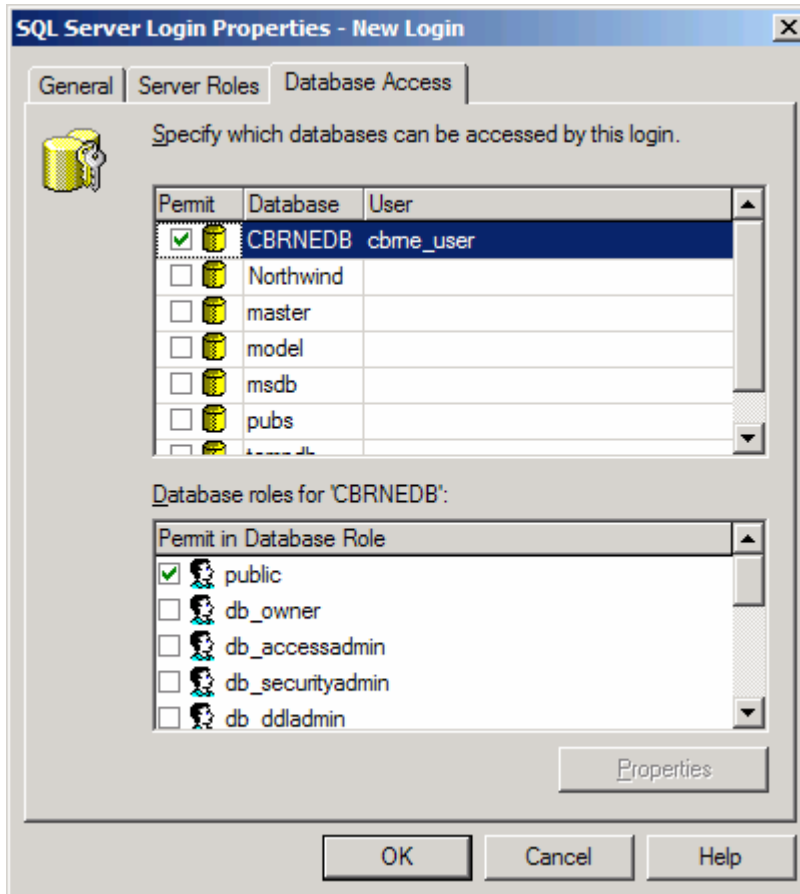 SQL Server Login Properties - New Login
General Server Roles Database Access
Specify which databases can be accessed by this login.
Permit Database User
CBRNEDB cbrne_user
Northwind
master
model
msdb
pubs
Database roles for 'CBRNEDB':
Permit in Database Role
public
db_owner
db_accessadmin
db_securityadmin
db_ddladmin
Properties
OK Cancel Help